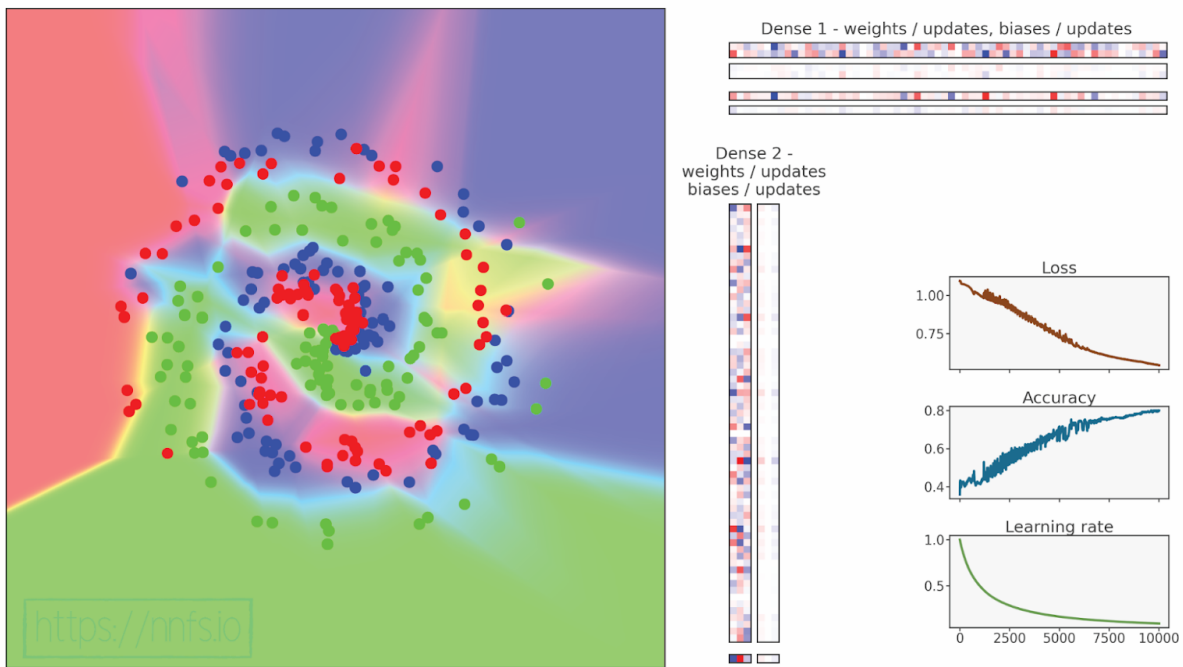 Dense 1 - weights / updates, biases / updates
Dense 2 -
weights / updates
biases / updates
Loss
1.00
0.75
Accuracy
0.8
0.6
0.4
Learning rate
1.0
0.5
0
2500
5000
7500
10000
https://nnfs.io